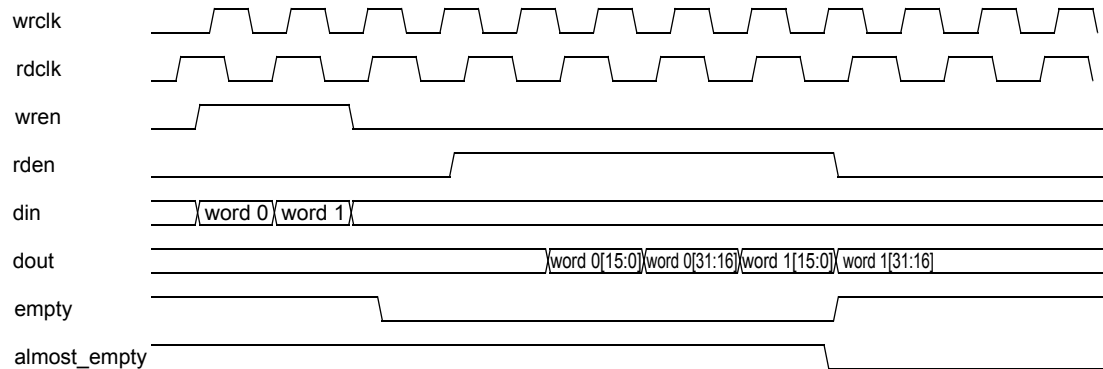 wrclk
rdclk
wren
rden
din word 0 word 1
dout word 0[15:0] word 0[31:16] word 1[15:0] word 1[31:16]
empty
almost_empty